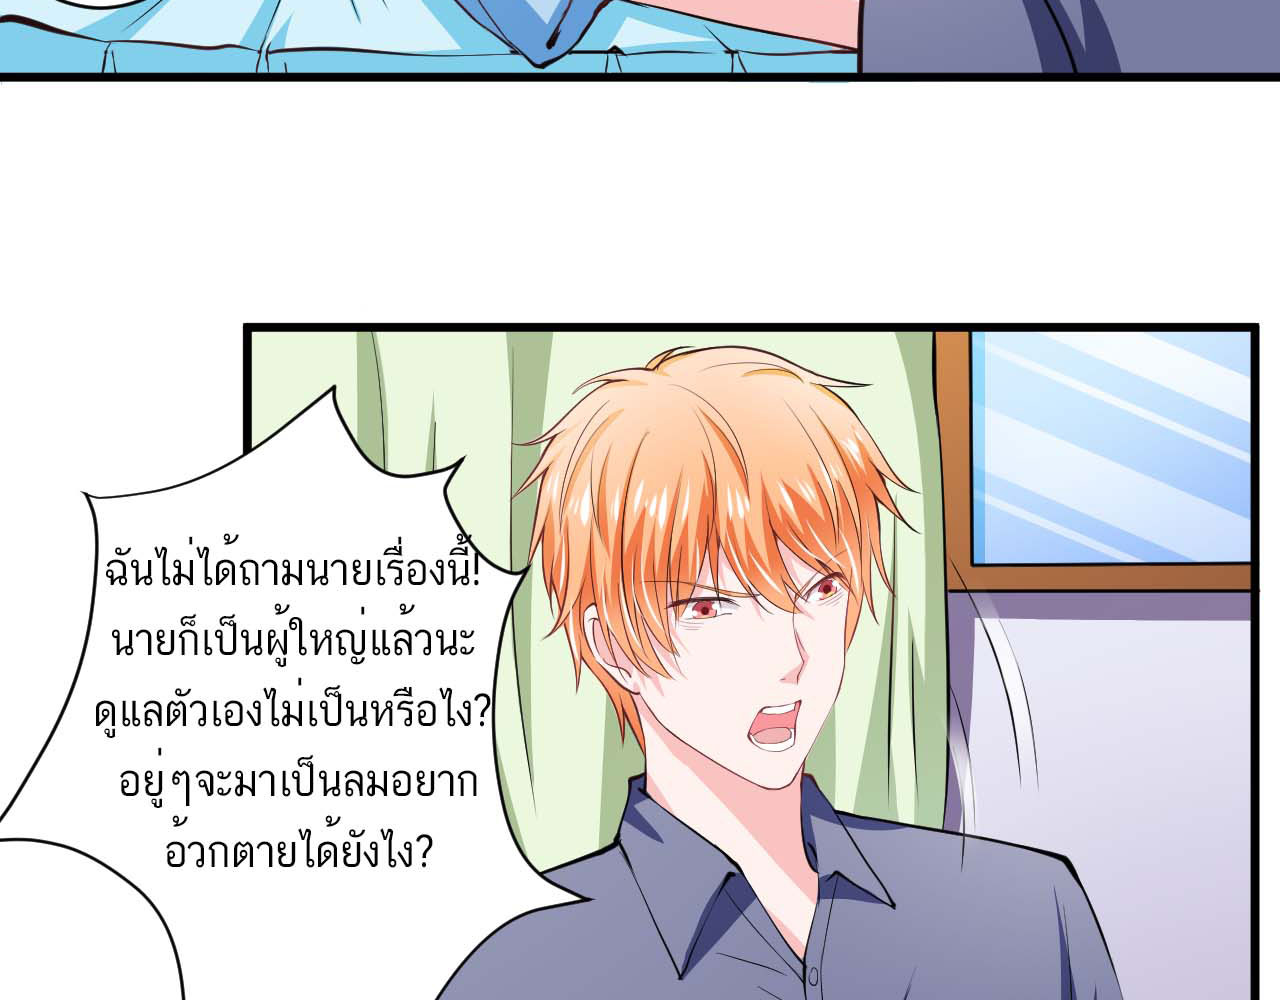 ฉันไม่ได้ถามนายเรื่องนี้!
นายก็เป็นผู้ใหญ่แล้วนะ
ดูแลตัวเองไม่เป็นหรือไง?
อยู่ๆจะมาเป็นลมอยาก
อ้วกตายได้ยังไง?